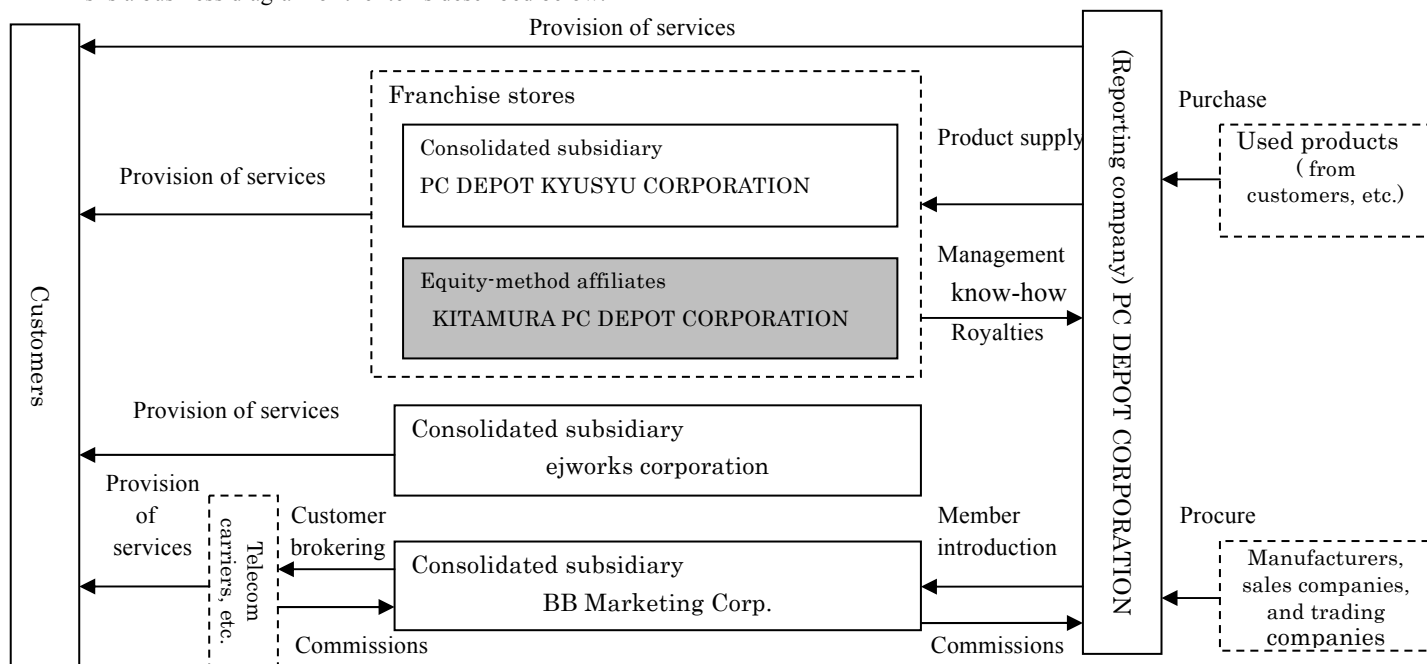 Provision of services
Franchise stores
Consolidated subsidiary
PC DEPOT KYUSYU CORPORATION
Equity-method affiliates
KITAMURA PC DEPOT CORPORATION
Provision of services
Product supply
Management
know-how
Royalties
Purchase
Used products
( from
customers, etc.)
Customers
(Reporting company) PC DEPOT CORPORATION
Provision of services
Consolidated subsidiary
ejworks corporation
Provision
of
services
Telecom
carriers, etc.
Customer
brokering
Commissions
Consolidated subsidiary
BB Marketing Corp.
Member
introduction
Commissions
Procure
Manufacturers,
sales companies,
and trading
companies